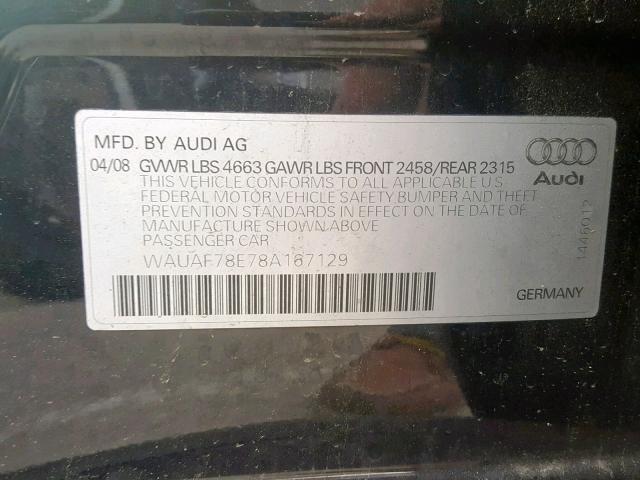 MFD. BY AUDI AG
04/08 GVWR LBS 4663 GAWR LBS FRONT 2458/REAR 2315
THIS VEHICLE CONFORMS TO ALL APPLICABLE U.S
FEDERAL MOTOR VEHICLE SAFETY BUMPER AND THEFT
PREVENTION STANDARDS IN EFFECT ON THE DATE OF
MANUFACTURE SHOWN ABOVE
PASSENGER CAR
WAUAF78E78A167129
Audi
1446012
GERMANY